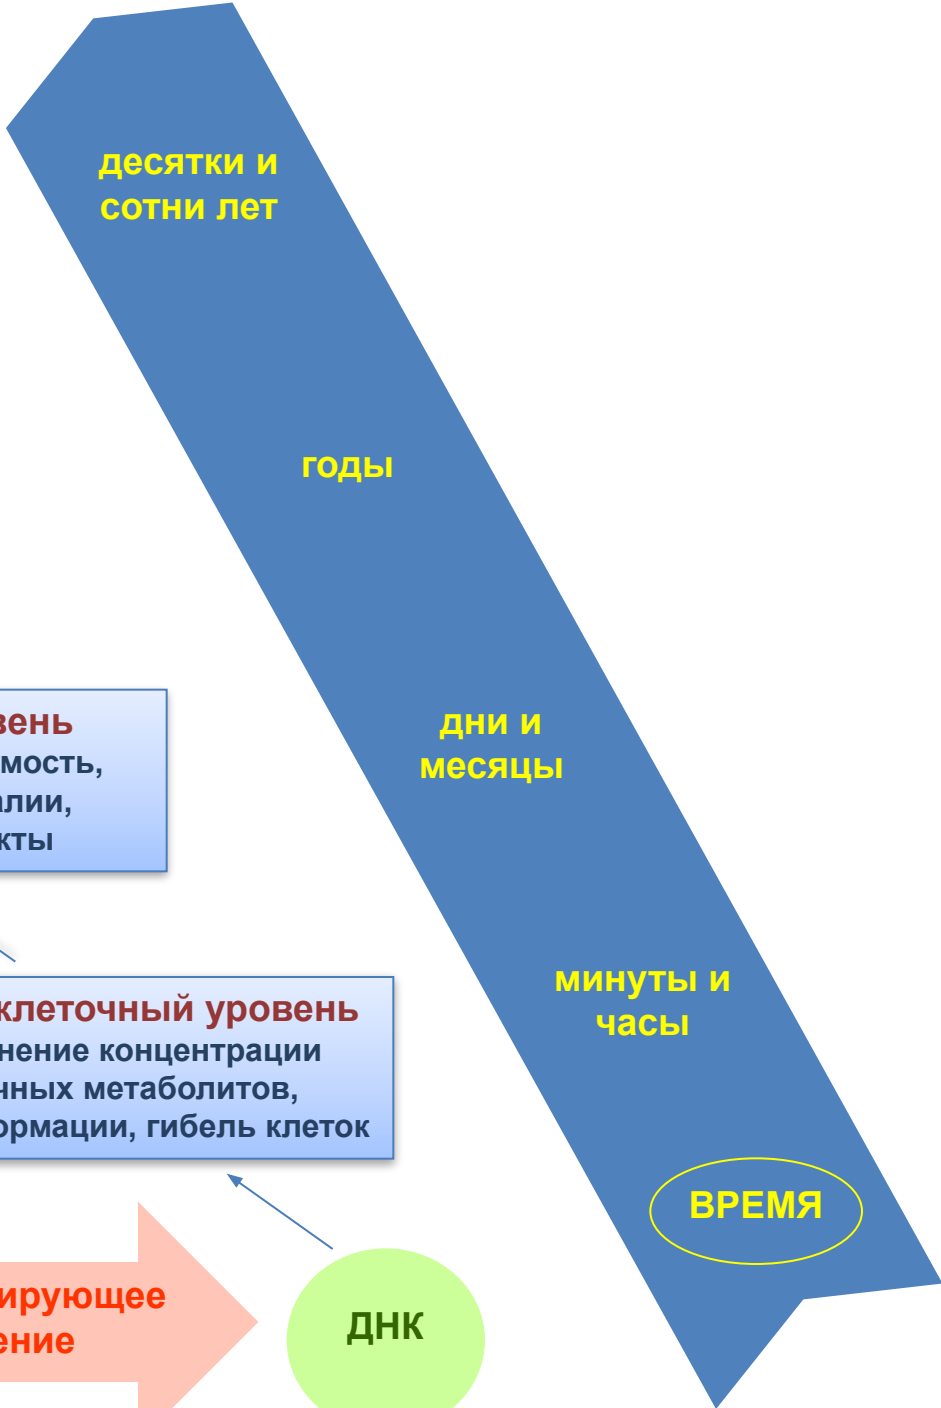 десятки и
сотни лет
годы
дни и
месяцы
минуты и
часы
ВРЕМЯ
вень
мость,
алии,
кты
клеточный уровень
нение концентрации
чных метаболитов,
ормации, гибель клеток
ирующее
ение
ДНК